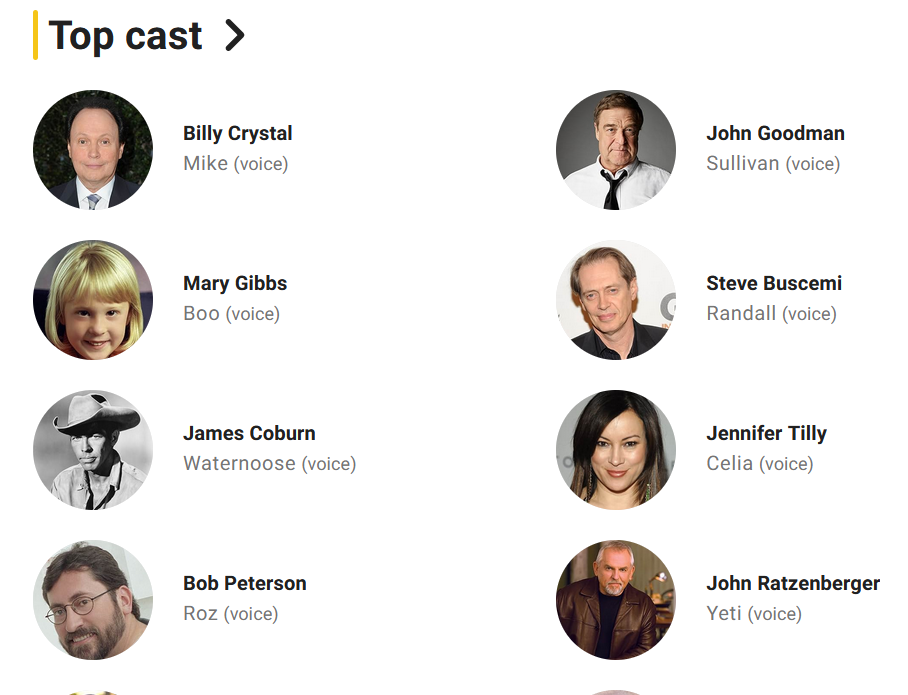 Top cast
Billy Crystal
Mike (voice)
John Goodman
Sullivan (voice)
Mary Gibbs
Boo (voice)
Steve Buscemi
Randall (voice)
James Coburn
Waternoose (voice)
Jennifer Tilly
Celia (voice)
Bob Peterson
Roz (voice)
John Ratzenberger
Yeti (voice)